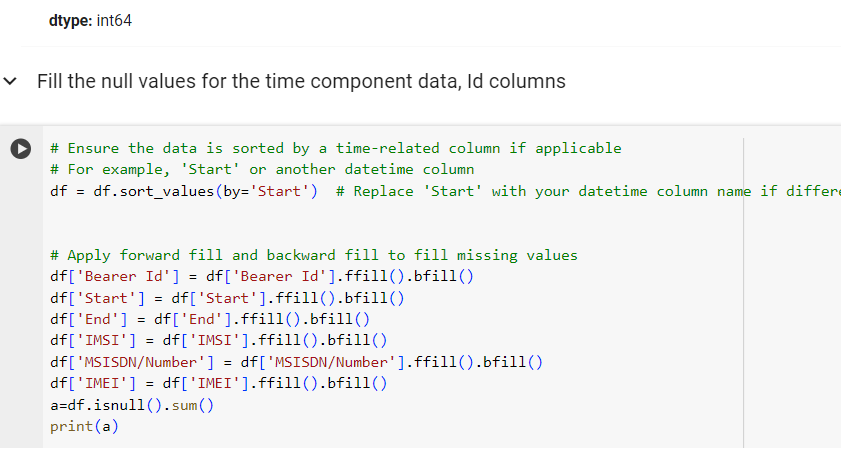 dtype: int64
Fill the null values for the time component data, Id columns
# Ensure the data is sorted by a time-related column if applicable
# For example, 'Start' or another datetime column
df = df.sort_values(by='Start')  # Replace 'Start' with your datetime column name if differe
# Apply forward fill and backward fill to fill missing values
df['Bearer Id'] = df['Bearer Id'].ffill().bfill()
df['Start'] = df['Start'].ffill().bfill()
df['End'] = df['End'].ffill().bfill()
df['IMSI'] = df['IMSI'].ffill().bfill()
df['MSISDN/Number'] = df['MSISDN/Number'].ffill().bfill()
df['IMEI'] = df['IMEI'].ffill().bfill()
a=df.isnull().sum()
print(a)